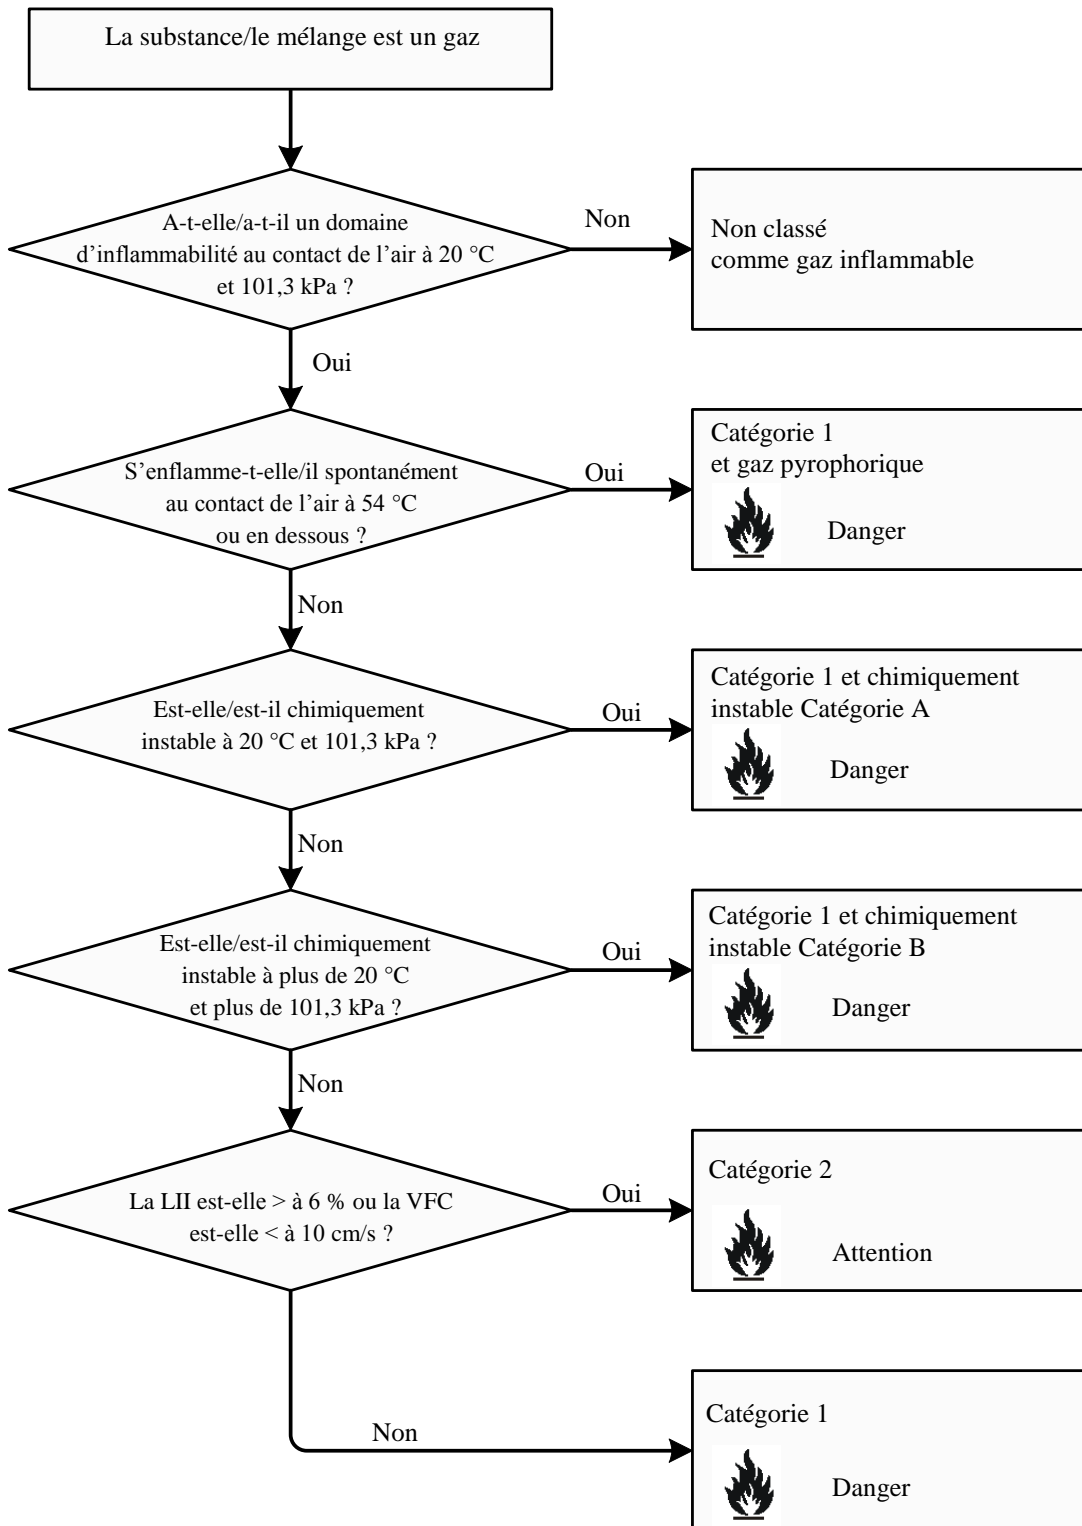 La substance/le mélange est un gaz
A-t-elle/a-t-il un domaine
d’inflammabilité au contact de l’air à 20 °C
et 101,3 kPa ?
Non
Non classé
comme gaz inflammable
Oui
S’enflamme-t-elle/il spontanément
au contact de l’air à 54 °C
ou en dessous ?
Oui
Catégorie 1
et gaz pyrophorique
Danger
Non
Est-elle/est-il chimiquement
instable à 20 °C et 101,3 kPa ?
Oui
Catégorie 1 et chimiquement
instable Catégorie A
Danger
Non
Est-elle/est-il chimiquement
instable à plus de 20 °C
et plus de 101,3 kPa ?
Oui
Catégorie 1 et chimiquement
instable Catégorie B
Danger
Non
La LII est-elle > à 6 % ou la VFC
est-elle < à 10 cm/s ?
Oui
Catégorie 2
Attention
Non
Catégorie 1
Danger